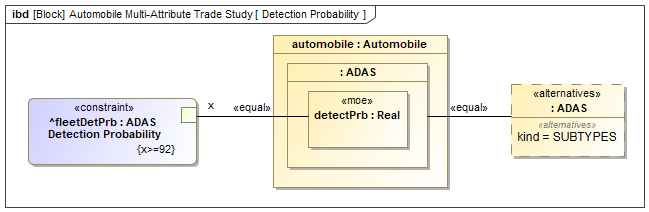 ibd [Block] Automobile Multi-Attribute Trade Study [ Detection Probability ]
automobile : Automobile
: ADAS
«moe»
detectPrb : Real
«constraint»
^fleetDetPrb : ADAS
Detection Probability
{x>=92}
x
«equal»
«equal»
«alternatives»
: ADAS
«alternatives»
kind = SUBTYPES